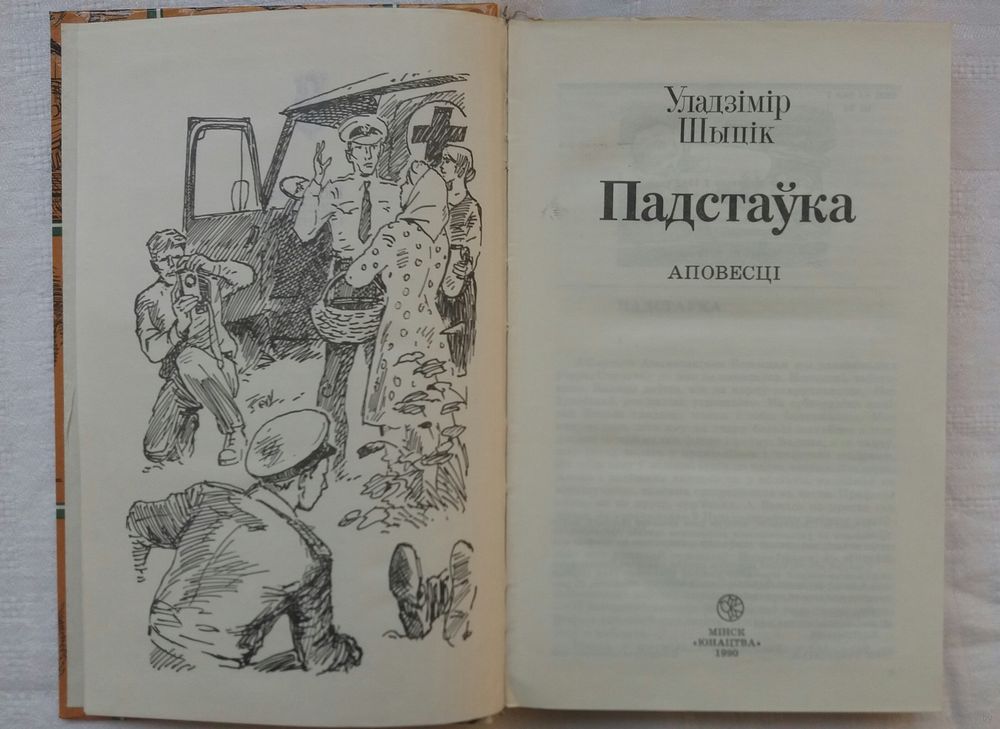 Уладзімір
Шыцік
Падстаўка
АПОВЕСЦІ
МІНСК
«ЮНАЦТВА»
1990